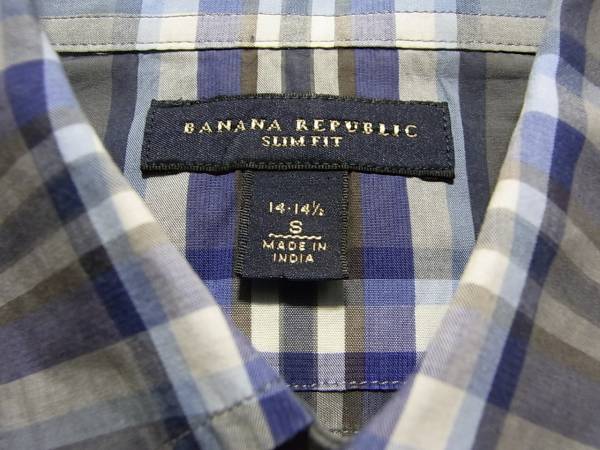 BANANA REPUBLIC
SLIM FIT
14-14½
S
MADE IN
INDIA